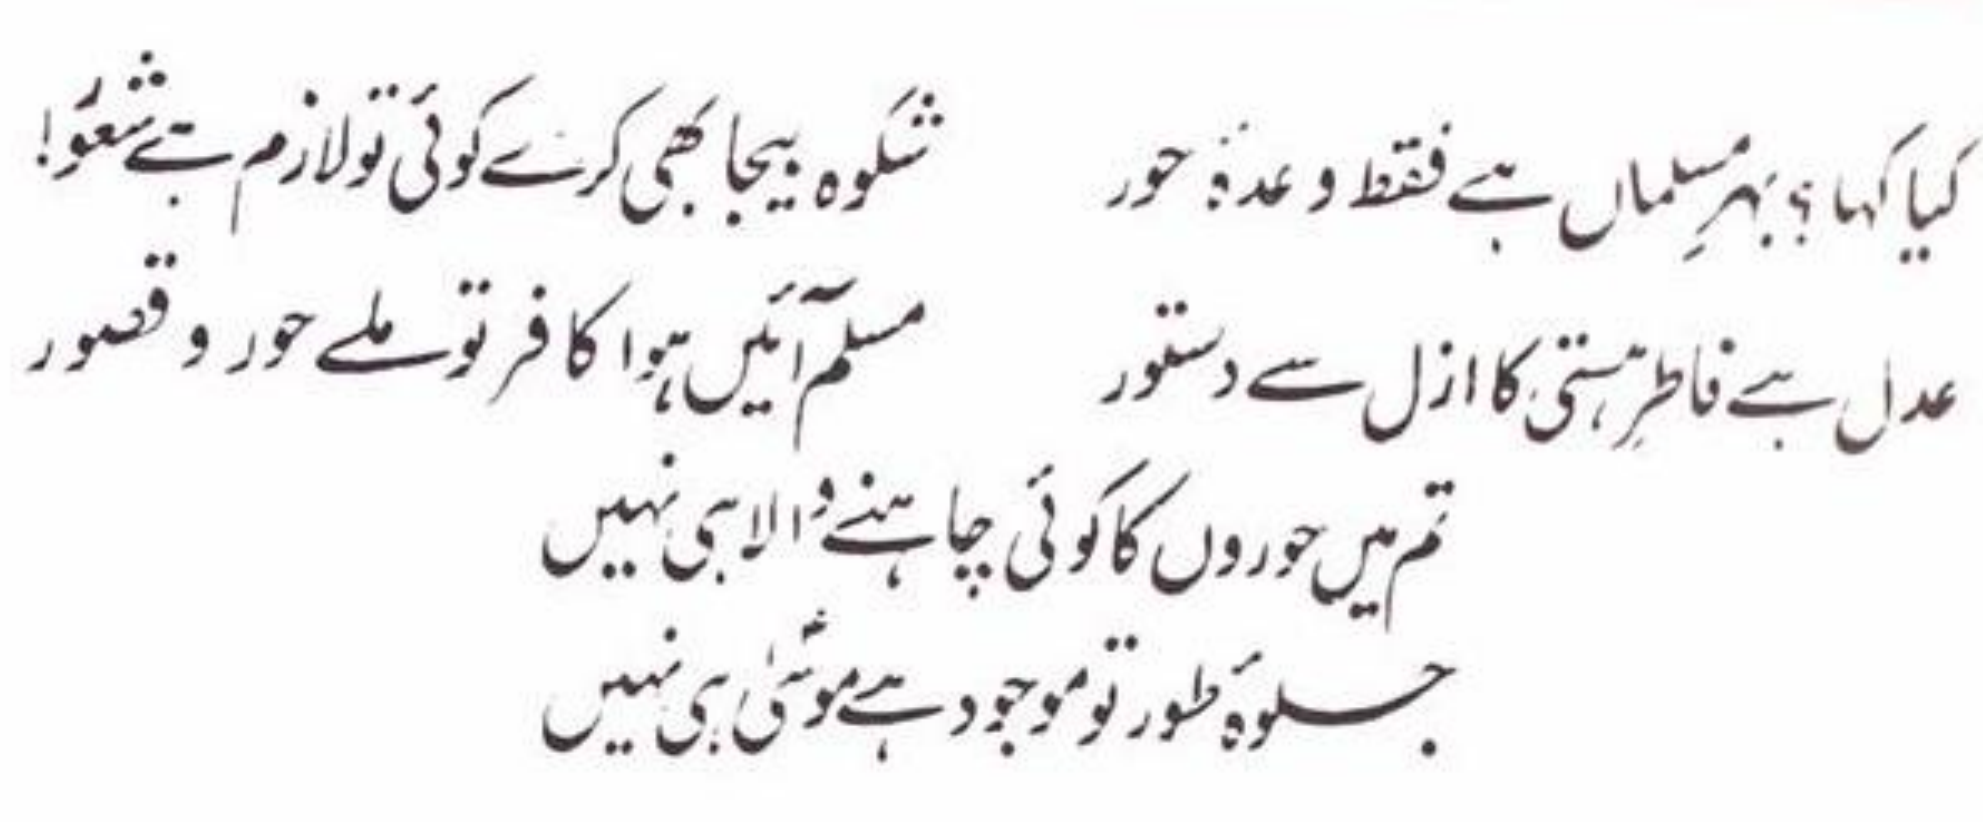 کیا کہا ؟ بہرِ مسلماں ہے فقط وعدۂ حور
شکوہ بیجا بھی کرے کوئی تو لازم ہے شعور!
عدل ہے فاطرِ ہستی کا ازل سے دستور
مسلم آئیں ہوا کافر تو ملے حور و قصور
تم میں حوروں کا کوئی چاہنے والا ہی نہیں
جلوۂ طور تو موجود ہے موسیٰؑ ہی نہیں